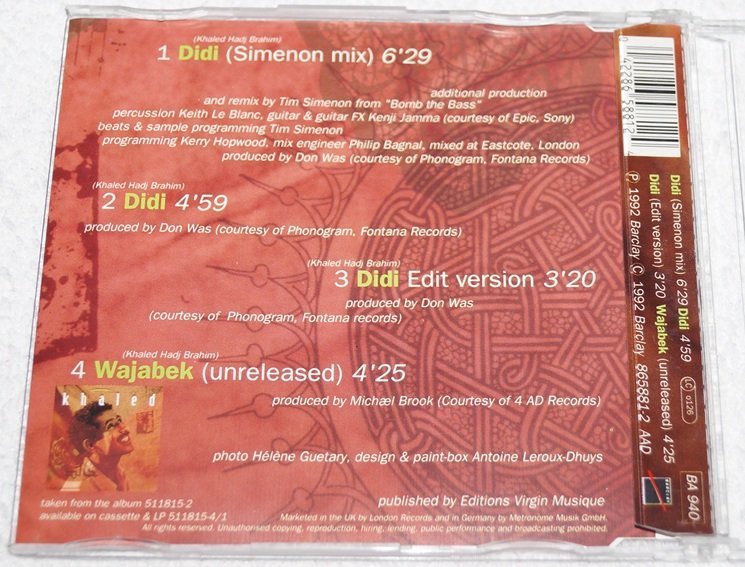 (Khaled Hadj Brahim)
1 Didi (Simenon mix) 6'29
additional production
and remix by Tim Simenon from "Bomb the Bass"
percussion Keith Le Blanc, guitar & guitar FX Kenji Jamma (courtesy of Epic, Sony)
beats & sample programming Tim Simenon
programming Kerry Hopwood, mix engineer Philip Bagnal, mixed at Eastcote, London
produced by Don Was (courtesy of Phonogram, Fontana Records)
(Khaled Hadj Brahim)
2 Didi 4'59
produced by Don Was (courtesy of Phonogram, Fontana Records)
(Khaled Hadj Brahim)
3 Didi Edit version 3'20
produced by Don Was
(courtesy of Phonogram, Fontana records)
(Khaled Hadj Brahim)
4 Wajabek (unreleased) 4'25
khaled
produced by Michæl Brook (Courtesy of 4 AD Records)
photo Hélène Guetary, design & paint-box Antoine Leroux-Dhuys
taken from the album 511815-2
available on cassette & LP 511815-4/1
published by Editions Virgin Musique
Marketed in the UK by London Records and in Germany by Metronome Musik GmbH.
All rights reserved. Unauthorised copying, reproduction, hiring, lending, public performance and broadcasting prohibited.
0 42286 58812 4
Didi (Simenon mix) 6'29 Didi 4'59
Didi (Edit version) 3'20 Wajabek (unreleased) 4'25
℗ 1992 Barclay © 1992 Barclay 865881-2 AAD
LC 0126
BA 940
barclay